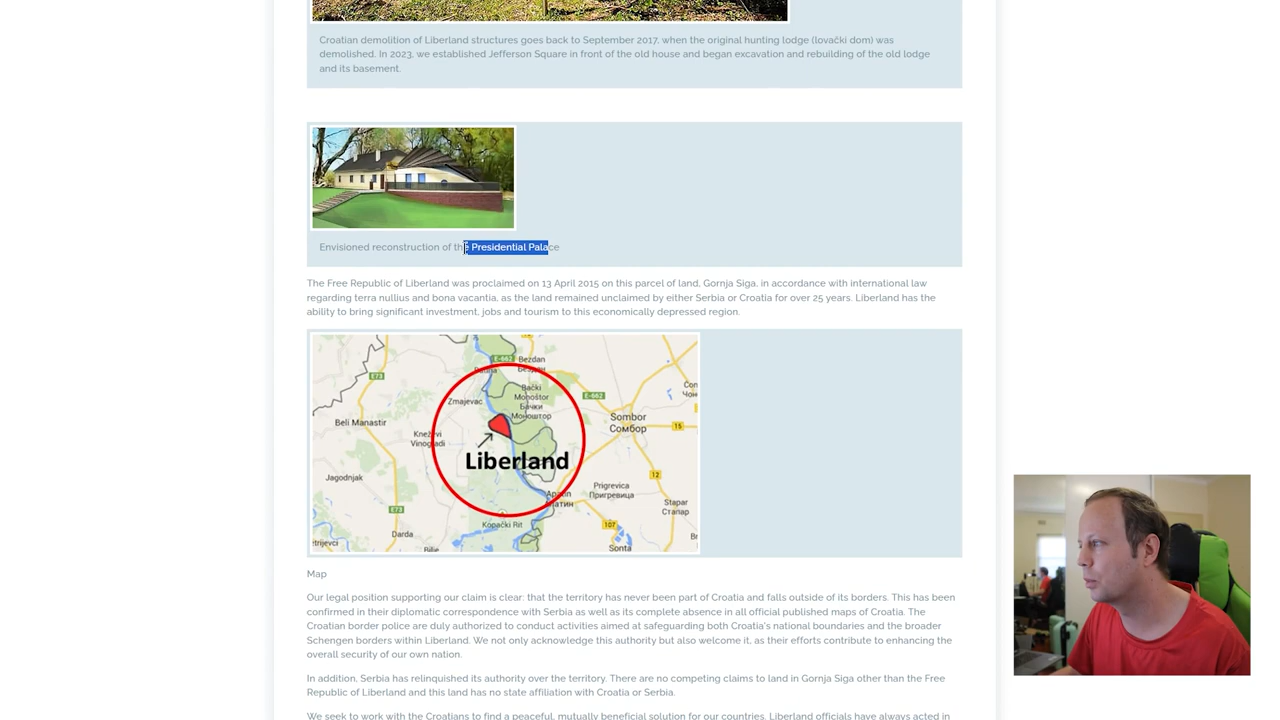 Croatian demolition of Liberland structures goes back to September 2017, when the original hunting lodge (lovački dom) was
demolished. In 2023, we established Jefferson Square in front of the old house and began excavation and rebuilding of the old lodge
and its basement.
Envisioned reconstruction of the Presidential Palace
The Free Republic of Liberland was proclaimed on 13 April 2015 on this parcel of land, Gornja Siga, in accordance with international law
regarding terra nullius and bona vacantia, as the land remained unclaimed by either Serbia or Croatia for over 25 years. Liberland has the
ability to bring significant investment, jobs and tourism to this economically depressed region.
E-662
Bezdan
E73
Bački
Monoštor
Бачки
Моноштор
E-662
Zmajevac
Beli Manastir
Sombor
Сомбор
15
Kneževi
Vinogradi
Liberland
12
Jagodnjak
Apatin
Prigrevica
Пригревица
Stapar
Стапар
E73
Kopački Rit
107
Darda
Sonta
Map
Our legal position supporting our claim is clear: that the territory has never been part of Croatia and falls outside of its borders. This has been
confirmed in their diplomatic correspondence with Serbia as well as its complete absence in all official published maps of Croatia. The
Croatian border police are duly authorized to conduct activities aimed at safeguarding both Croatia's national boundaries and the broader
Schengen borders within Liberland. We not only acknowledge this authority but also welcome it, as their efforts contribute to enhancing the
overall security of our own nation.
In addition, Serbia has relinquished its authority over the territory. There are no competing claims to land in Gornja Siga other than the Free
Republic of Liberland and this land has no state affiliation with Croatia or Serbia.
We seek to work with the Croatians to find a peaceful, mutually beneficial solution for our countries. Liberland officials have always acted in